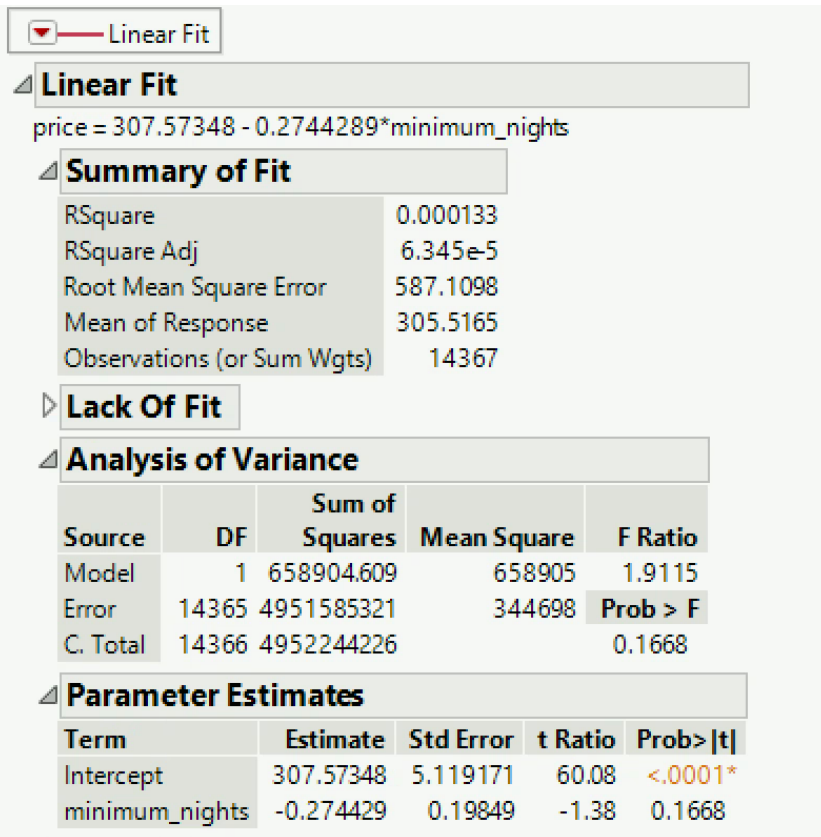 Linear Fit
Linear Fit
price = 307.57348 - 0.2744289*minimum_nights
Summary of Fit
RSquare 0.000133
RSquare Adj 6.345e-5
Root Mean Square Error 587.1098
Mean of Response 305.5165
Observations (or Sum Wgts) 14367
Lack Of Fit
Analysis of Variance
Sum of
Source DF Squares Mean Square F Ratio
Model 1 658904.609 658905 1.9115
Error 14365 4951585321 344698 Prob > F
C. Total 14366 4952244226 0.1668
Parameter Estimates
Term Estimate Std Error t Ratio Prob>|t|
Intercept 307.57348 5.119171 60.08 <.0001*
minimum_nights -0.274429 0.19849 -1.38 0.1668